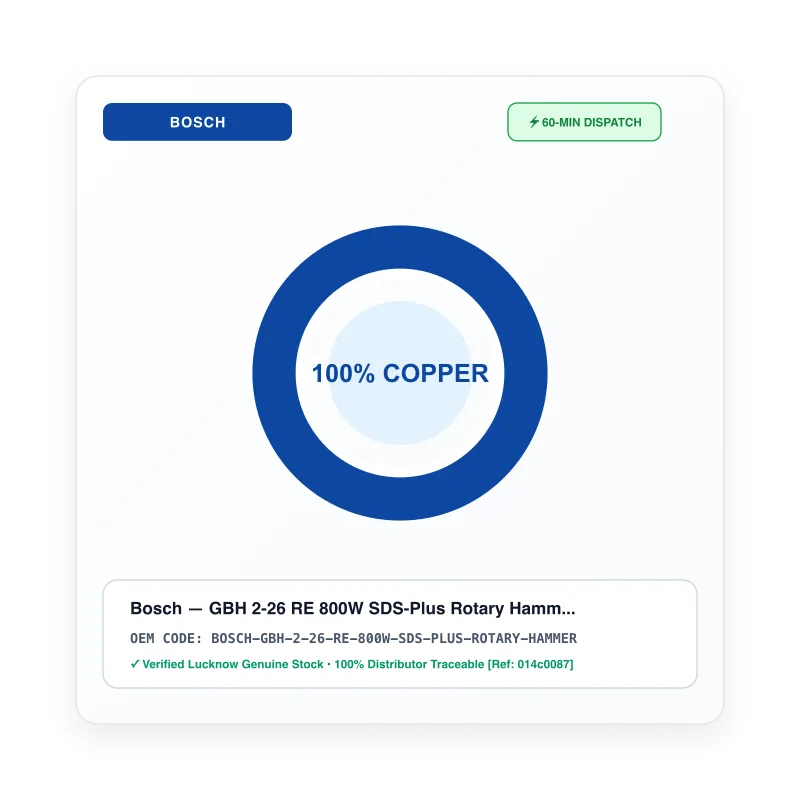 BOSCH
⚡ 60-MIN DISPATCH
100% COPPER
Bosch — GBH 2-26 RE 800W SDS-Plus Rotary Hamm...
OEM CODE: BOSCH-GBH-2-26-RE-800W-SDS-PLUS-ROTARY-HAMMER
✓ Verified Lucknow Genuine Stock · 100% Distributor Traceable [Ref: 014c0087]